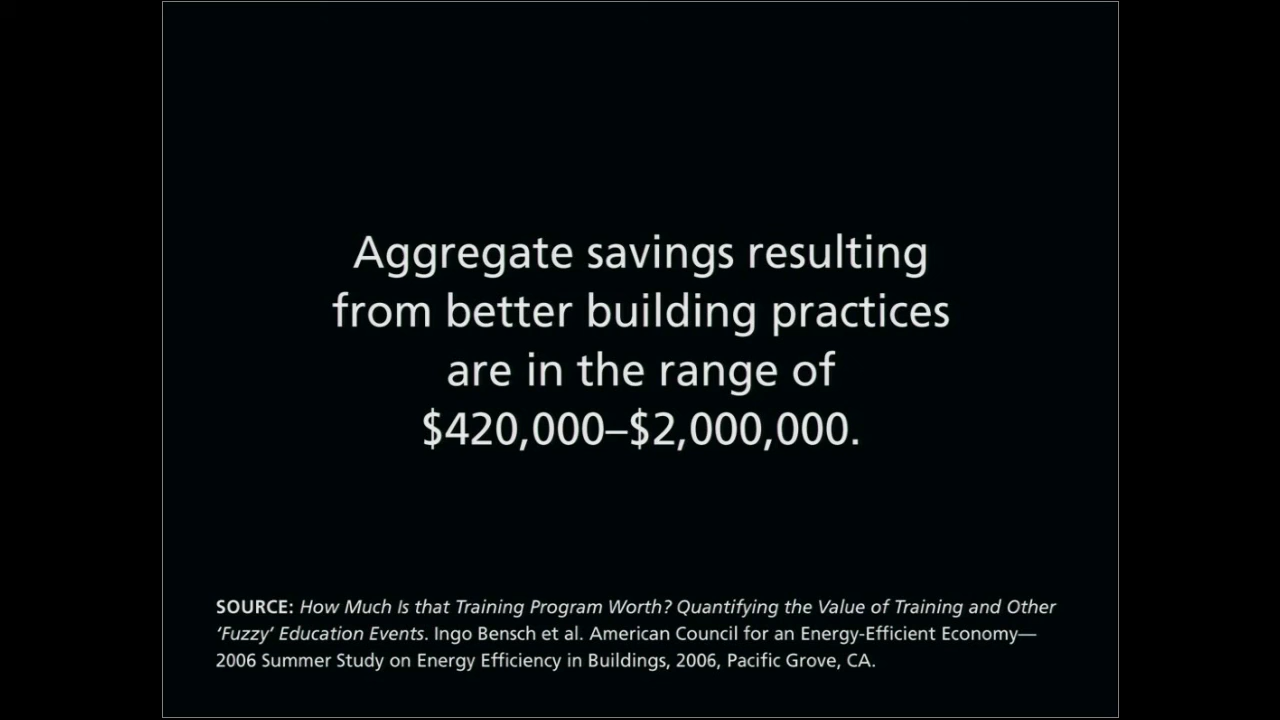 Aggregate savings resulting
from better building practices
are in the range of
$420,000–$2,000,000.
SOURCE: How Much Is that Training Program Worth? Quantifying the Value of Training and Other
‘Fuzzy’ Education Events. Ingo Bensch et al. American Council for an Energy-Efficient Economy—
2006 Summer Study on Energy Efficiency in Buildings, 2006, Pacific Grove, CA.